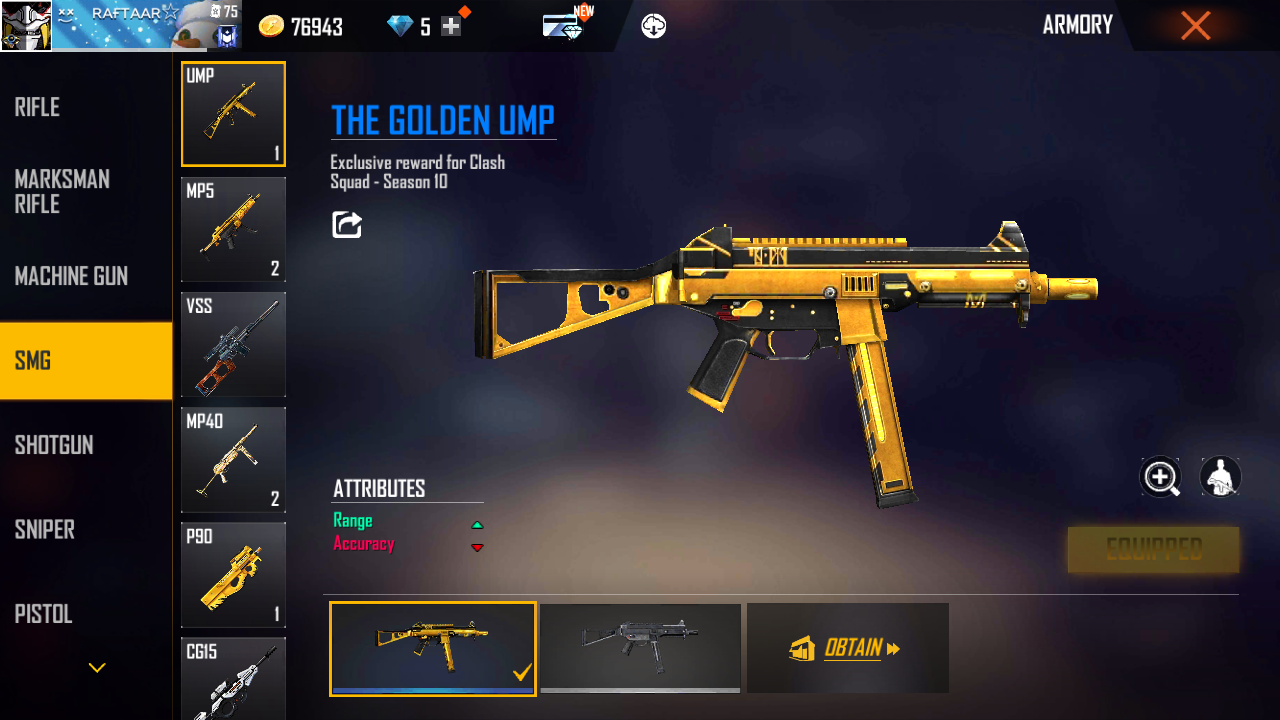 RAFTAAR☆
75
76943
5
NEW
ARMORY
RIFLE
MARKSMAN
RIFLE
MACHINE GUN
SMG
SHOTGUN
SNIPER
PISTOL
UMP
1
MP5
2
VSS
MP40
2
P90
1
CG15
THE GOLDEN UMP
Exclusive reward for Clash
Squad - Season 10
ATTRIBUTES
Range
Accuracy
EQUIPPED
OBTAIN